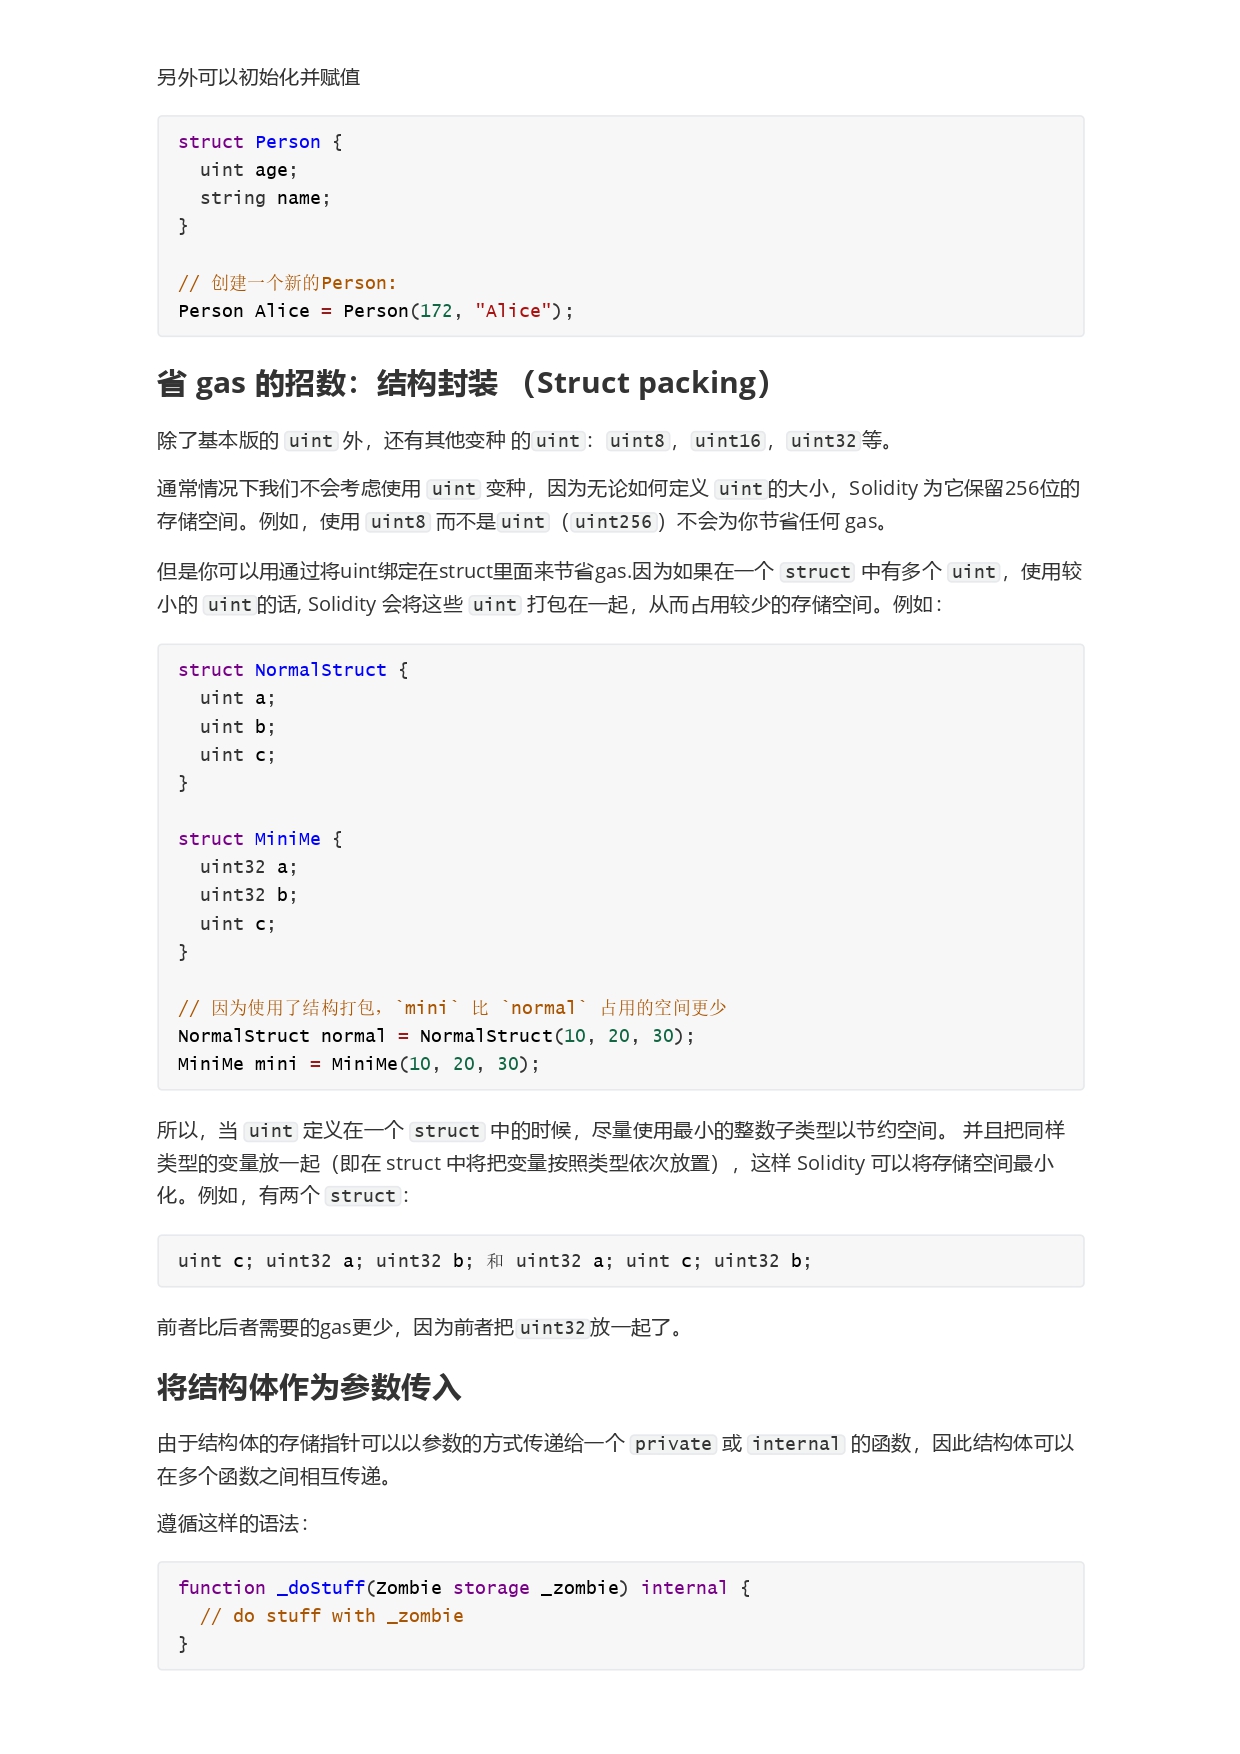 另外可以初始化并赋值
struct Person {
  uint age;
  string name;
}
// 创建一个新的Person:
Person Alice = Person(172, "Alice");
省 gas 的招数：结构封装 （Struct packing）
除了基本版的 uint 外，还有其他变种 的uint：uint8，uint16，uint32等。
通常情况下我们不会考虑使用 uint 变种，因为无论如何定义 uint的大小，Solidity 为它保留256位的
存储空间。例如，使用 uint8 而不是uint（uint256）不会为你节省任何 gas。
但是你可以用通过将uint绑定在struct里面来节省gas.因为如果在一个 struct 中有多个 uint，使用较
小的 uint的话, Solidity 会将这些 uint 打包在一起，从而占用较少的存储空间。例如：
struct NormalStruct {
  uint a;
  uint b;
  uint c;
}
struct MiniMe {
  uint32 a;
  uint32 b;
  uint c;
}
// 因为使用了结构打包，`mini` 比 `normal` 占用的空间更少
NormalStruct normal = NormalStruct(10, 20, 30);
MiniMe mini = MiniMe(10, 20, 30);
所以，当 uint 定义在一个 struct 中的时候，尽量使用最小的整数子类型以节约空间。 并且把同样
类型的变量放一起（即在 struct 中将把变量按照类型依次放置），这样 Solidity 可以将存储空间最小
化。例如，有两个 struct：
uint c; uint32 a; uint32 b; 和 uint32 a; uint c; uint32 b;
前者比后者需要的gas更少，因为前者把uint32放一起了。
将结构体作为参数传入
由于结构体的存储指针可以以参数的方式传递给一个 private 或 internal 的函数，因此结构体可以
在多个函数之间相互传递。
遵循这样的语法：
function _doStuff(Zombie storage _zombie) internal {
  // do stuff with _zombie
}